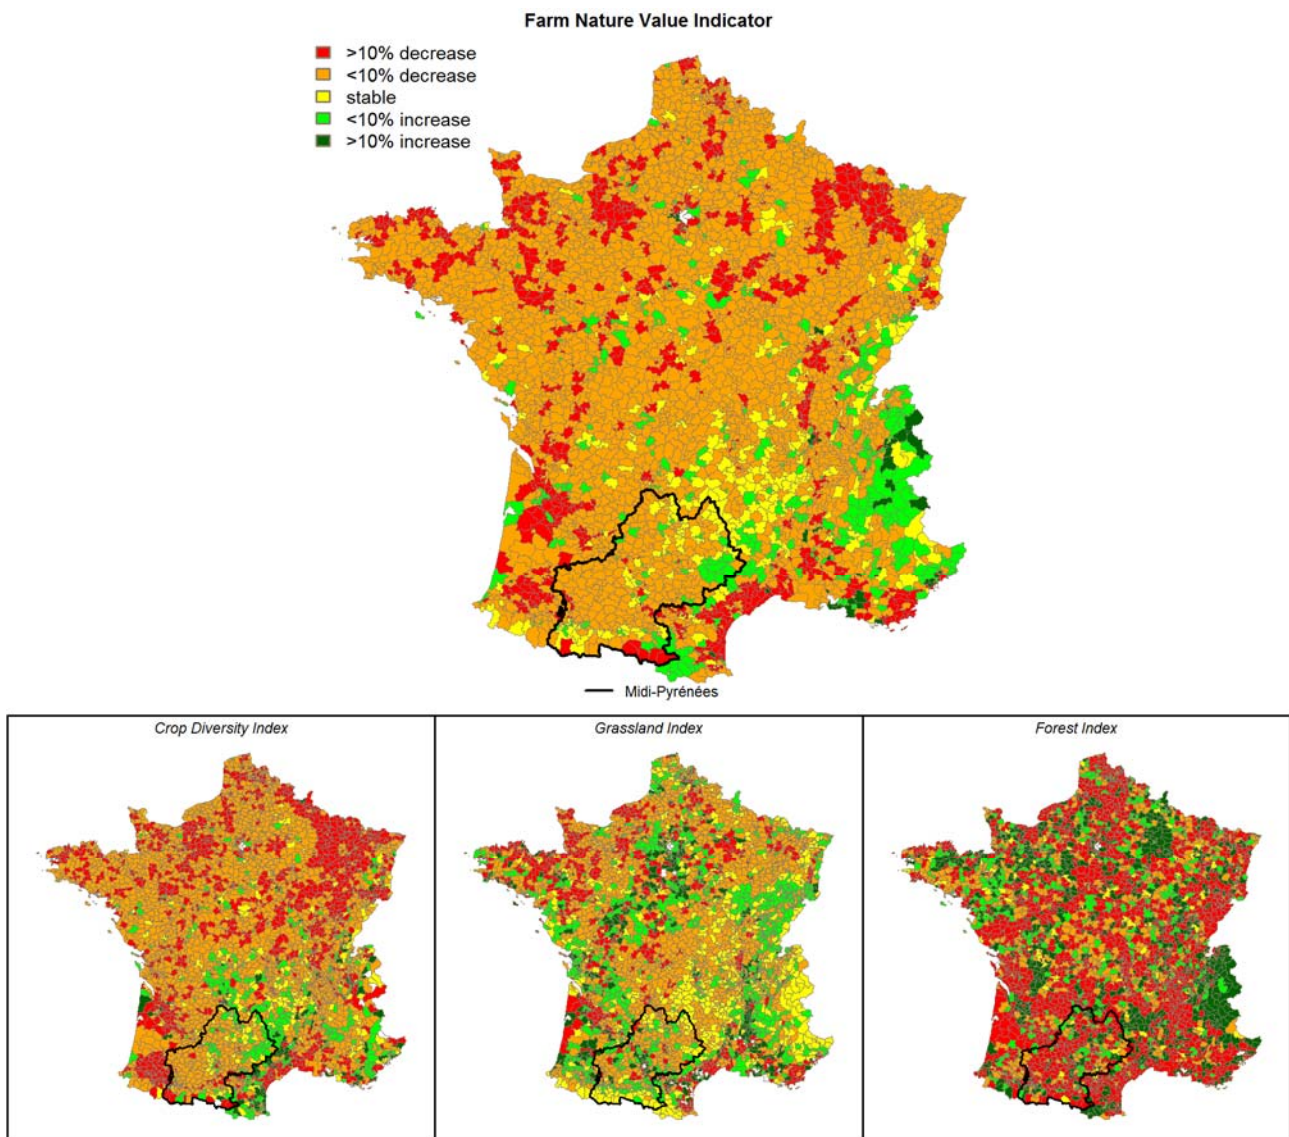 Farm Nature Value Indicator
>10% decrease
<10% decrease
stable
<10% increase
>10% increase
Midi-Pyrénées
Crop Diversity Index
Grassland Index
Forest Index